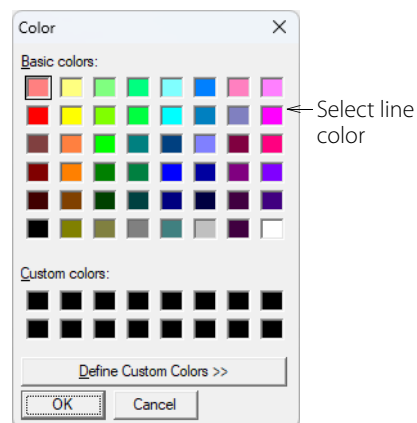 Color
Basic colors:
Select line
color
Custom colors:
Define Custom Colors >>
OK Cancel